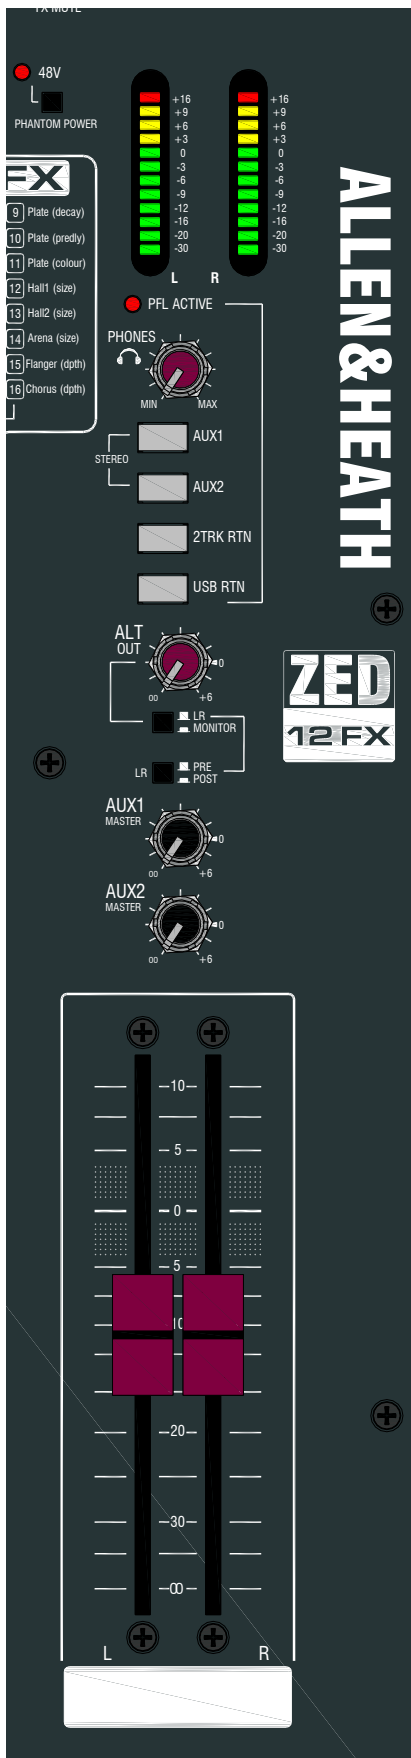 FX MUTE
48V
PHANTOM POWER
FX
9 Plate (decay)
10 Plate (predly)
11 Plate (colour)
12 Hall1 (size)
13 Hall2 (size)
14 Arena (size)
15 Flanger (dpth)
16 Chorus (dpth)
+16 +16
+9 +9
+6 +6
+3 +3
0 0
-3 -3
-6 -6
-9 -9
-12 -12
-16 -16
-20 -20
-30 -30
L R
ALLEN&HEATH
PFL ACTIVE
PHONES
MIN MAX
AUX1
STEREO
AUX2
2TRK RTN
USB RTN
ALT
OUT
0
oo +6
LR
MONITOR
LR
PRE
POST
ZED
12FX
AUX1
MASTER
0
oo +6
AUX2
MASTER
0
oo +6
10
5
0
5
10
20
30
oo
L R